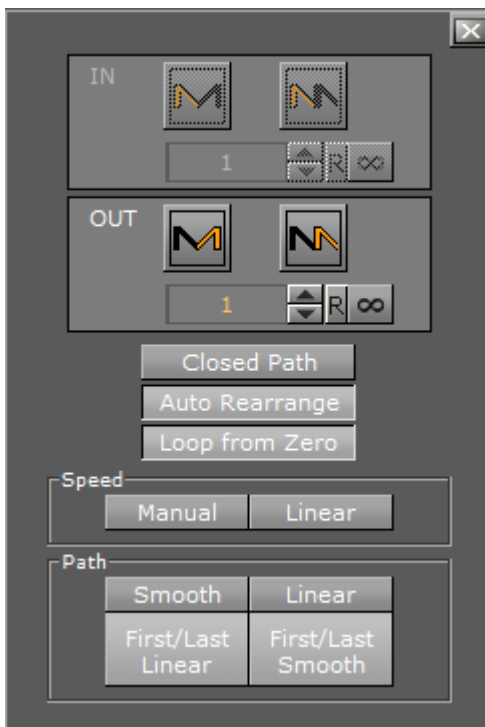 IN
1
R ∞
OUT
1
R ∞
Closed Path
Auto Rearrange
Loop from Zero
Speed
Manual Linear
Path
Smooth Linear
First/Last First/Last
Linear Smooth